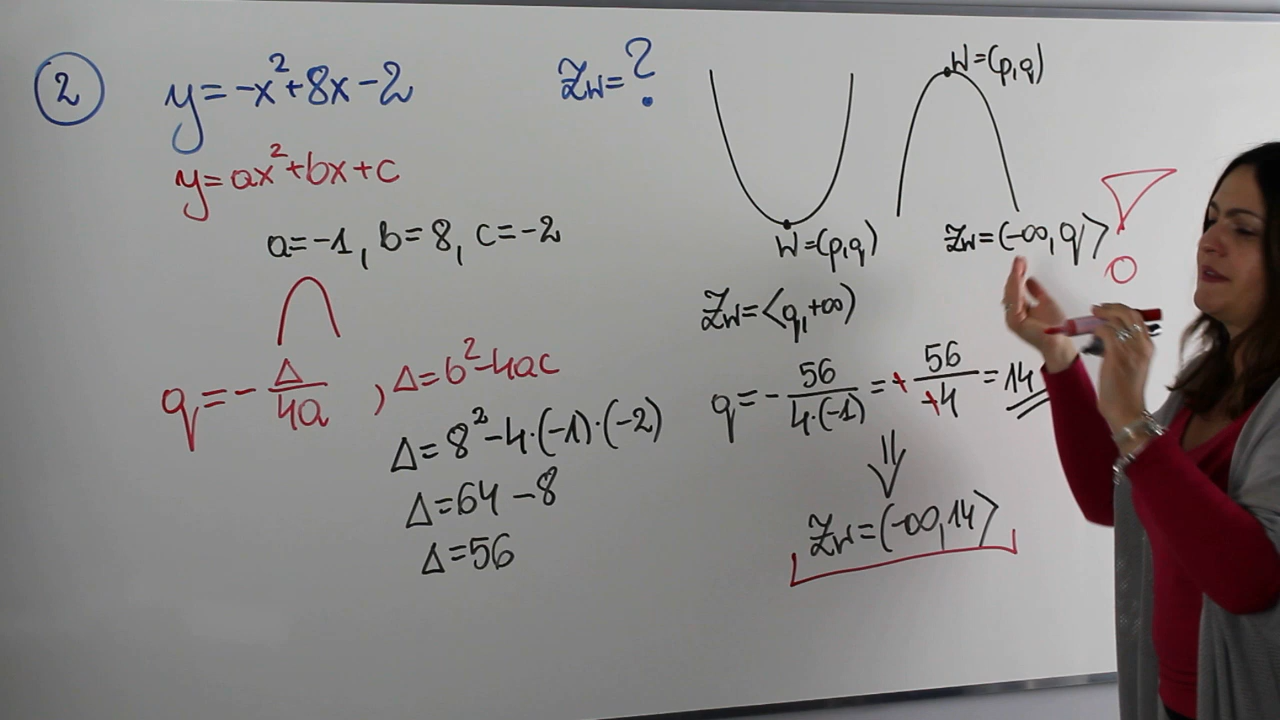 2
y=-x²+8x-2
Zw=?
y=ax²+bx+c
a=-1, b=8, c=-2
q=-Δ/4a , Δ=b²-4ac
Δ=8²-4·(-1)·(-2)
Δ=64-8
Δ=56
W=(p,q)
Zw=⟨q,+∞)
W=(p,q)
Zw=(-∞,q⟩ !
q=-56/4·(-1)=+56/+4=14
⇓
Zw=(-∞,14⟩